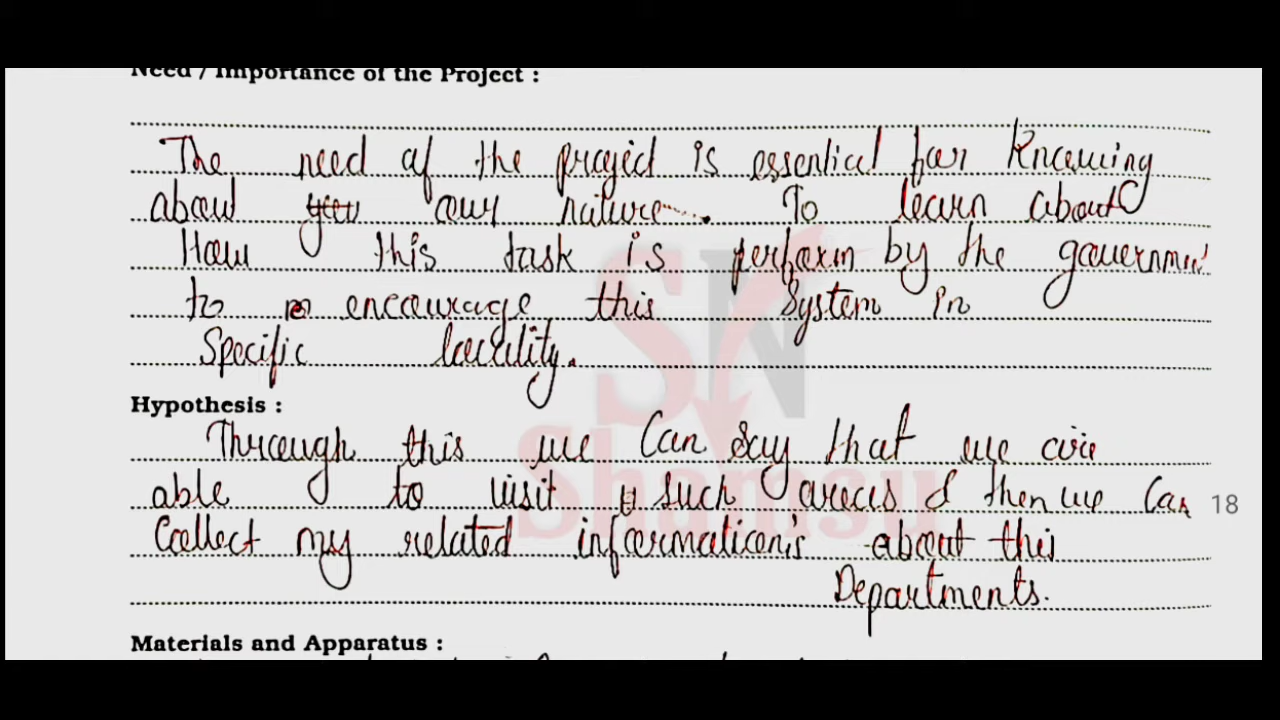 Need / Importance of the Project :
The need of the project is essential for Knowing
about our nature. To learn about
How this task is perform by the government
to encourage this System in
Specific locality.
Hypothesis :
Through this we Can say that we are
able to visit such areas & then we Can
18
Collect my related information's about this
Departments.
Materials and Apparatus :
SN
Shamsu